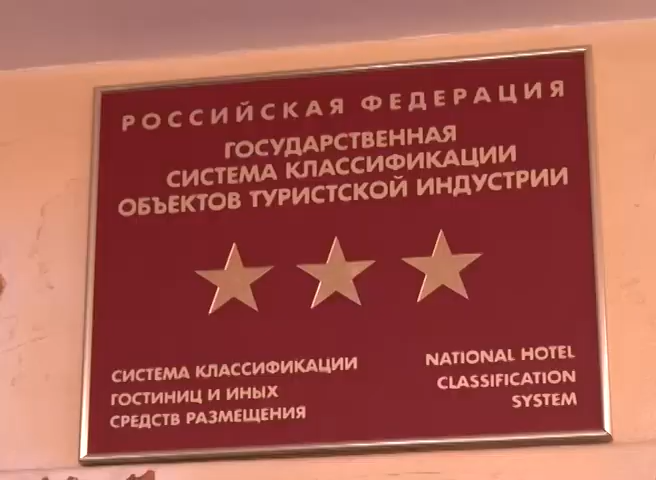 РОССИЙСКАЯ ФЕДЕРАЦИЯ
ГОСУДАРСТВЕННАЯ
СИСТЕМА КЛАССИФИКАЦИИ
ОБЪЕКТОВ ТУРИСТСКОЙ ИНДУСТРИИ
СИСТЕМА КЛАССИФИКАЦИИ
ГОСТИНИЦ И ИНЫХ
СРЕДСТВ РАЗМЕЩЕНИЯ
NATIONAL HOTEL
CLASSIFICATION
SYSTEM